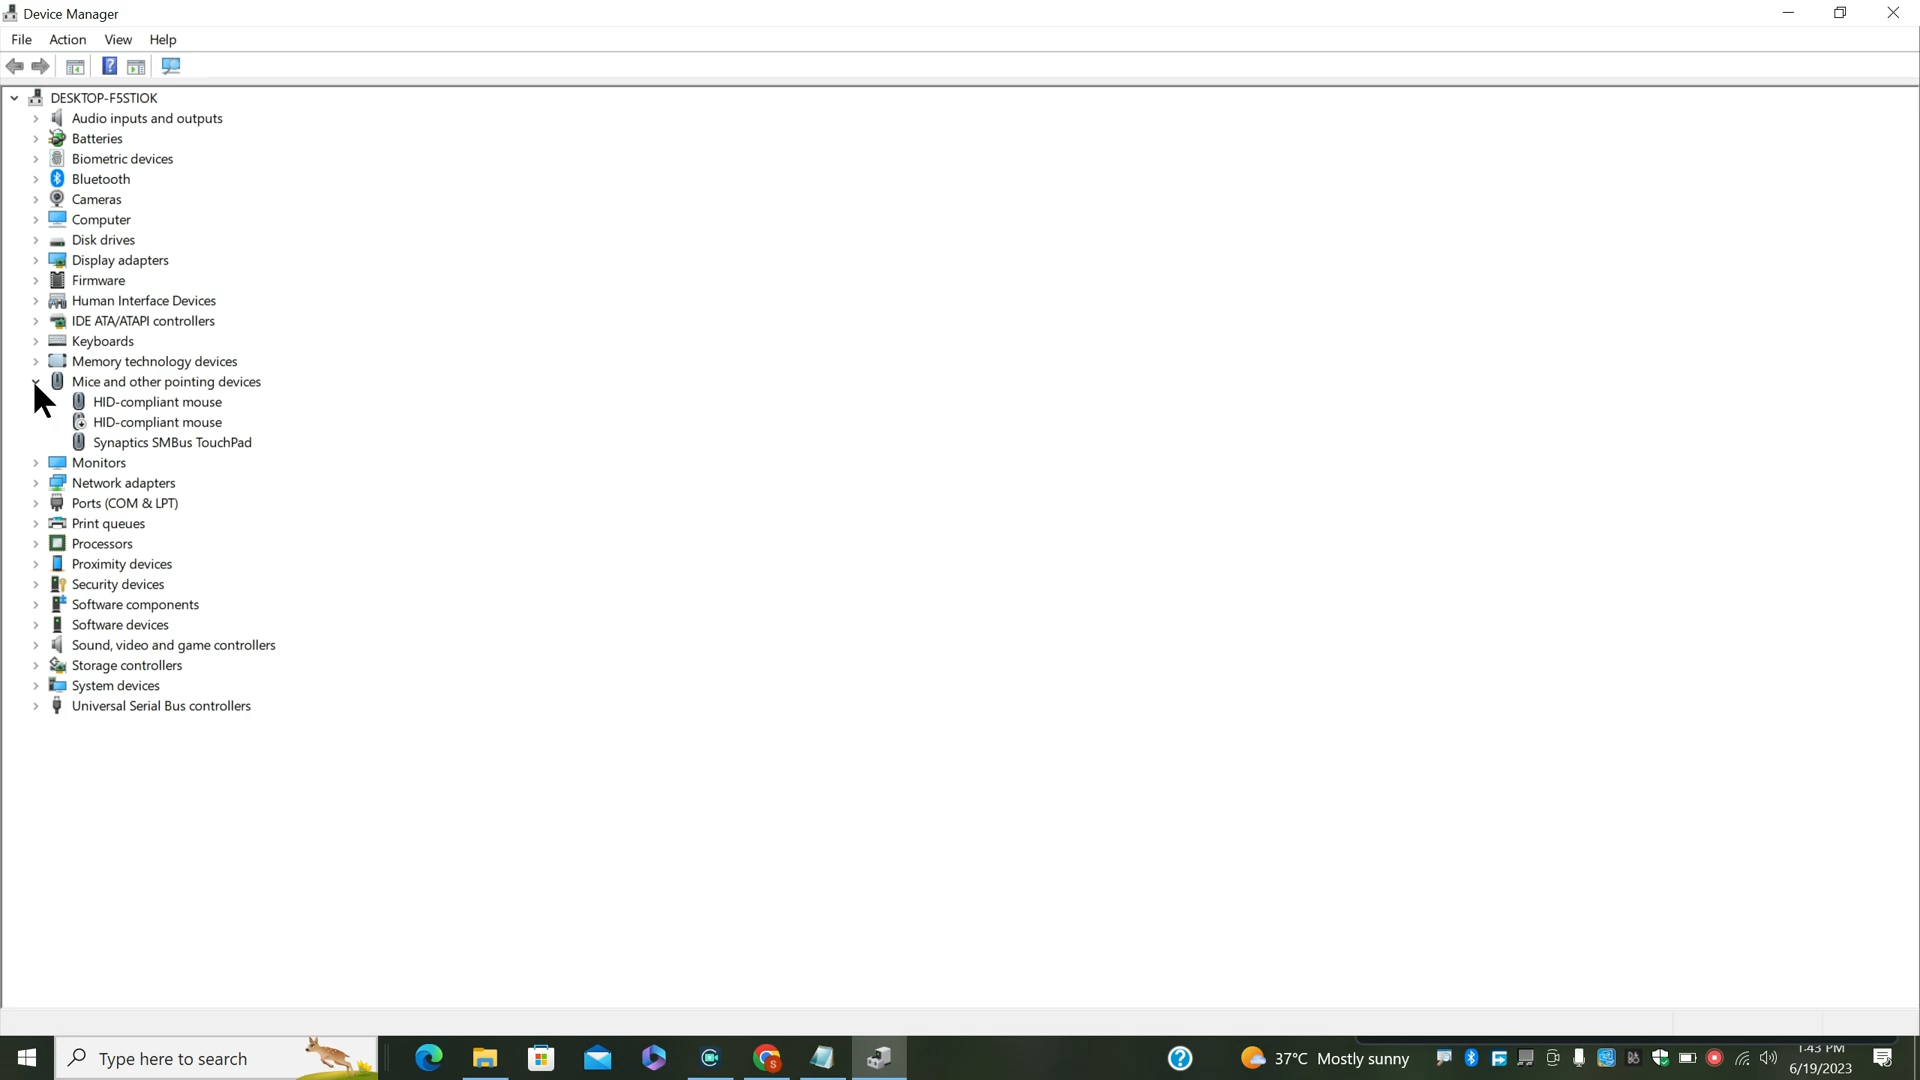 Device Manager
File Action View Help
DESKTOP-F5STIOK
Audio inputs and outputs
Batteries
Biometric devices
Bluetooth
Cameras
Computer
Disk drives
Display adapters
Firmware
Human Interface Devices
IDE ATA/ATAPI controllers
Keyboards
Memory technology devices
Mice and other pointing devices
HID-compliant mouse
HID-compliant mouse
Synaptics SMBus TouchPad
Monitors
Network adapters
Ports (COM & LPT)
Print queues
Processors
Proximity devices
Security devices
Software components
Software devices
Sound, video and game controllers
Storage controllers
System devices
Universal Serial Bus controllers
Type here to search
37°C Mostly sunny
1:43 PM
6/19/2023